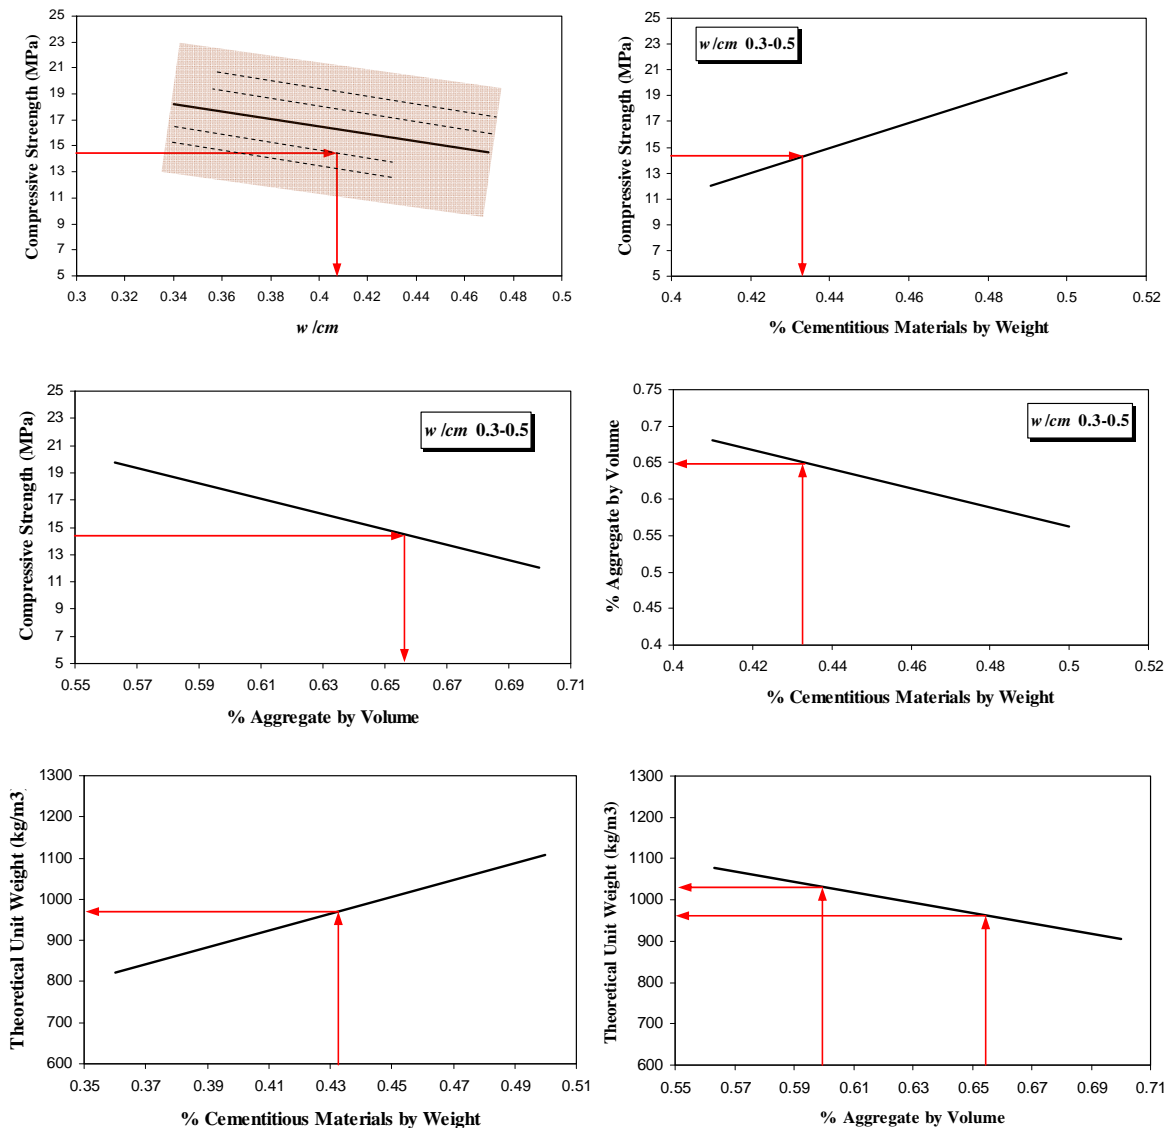 Compressive Streength (MPa)
25
23
21
19
17
15
13
11
9
7
5
0.3 0.32 0.34 0.36 0.38 0.4 0.42 0.44 0.46 0.48 0.5
w /cm
Compressive Strength (MPa)
25
23
21
19
17
15
13
11
9
7
5
w /cm 0.3-0.5
0.4 0.42 0.44 0.46 0.48 0.5 0.52
% Cementitious Materials by Weight
Compressive Strength (MPa)
25
23
21
19
17
15
13
11
9
7
5
w /cm 0.3-0.5
0.55 0.57 0.59 0.61 0.63 0.65 0.67 0.69 0.71
% Aggregate by Volume
% Aggregate by Volume
0.75
0.7
0.65
0.6
0.55
0.5
0.45
0.4
w /cm 0.3-0.5
0.4 0.42 0.44 0.46 0.48 0.5 0.52
% Cementitious Materials by Weight
Theoretical Unit Weight (kg/m3)
1300
1200
1100
1000
900
800
700
600
0.35 0.37 0.39 0.41 0.43 0.45 0.47 0.49 0.51
% Cementitious Materials by Weight
Theoretical Unit Weight (kg/m3)
1300
1200
1100
1000
900
800
700
600
0.55 0.57 0.59 0.61 0.63 0.65 0.67 0.69 0.71
% Aggregate by Volume